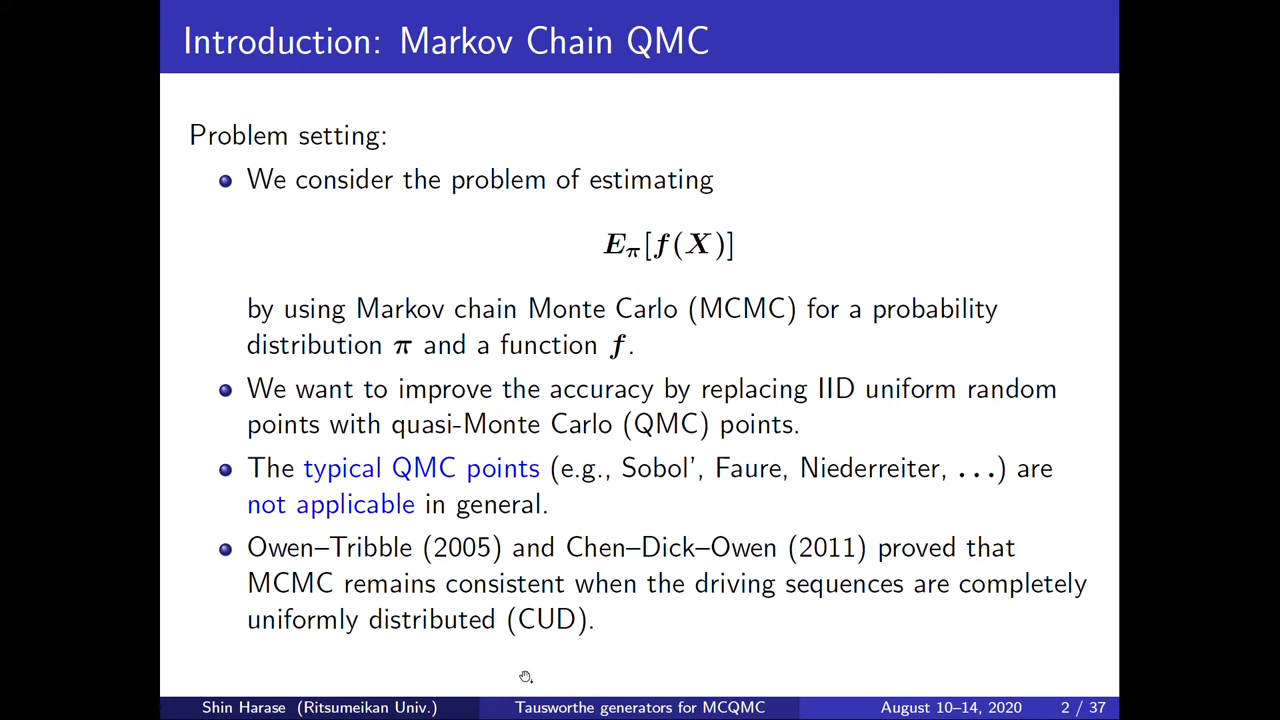 Introduction: Markov Chain QMC
Problem setting:
We consider the problem of estimating
E_π[f(X)]
by using Markov chain Monte Carlo (MCMC) for a probability
distribution π and a function f.
We want to improve the accuracy by replacing IID uniform random
points with quasi-Monte Carlo (QMC) points.
The typical QMC points (e.g., Sobol', Faure, Niederreiter, ...) are
not applicable in general.
Owen–Tribble (2005) and Chen–Dick–Owen (2011) proved that
MCMC remains consistent when the driving sequences are completely
uniformly distributed (CUD).
Shin Harase (Ritsumeikan Univ.) Tausworthe generators for MCQMC August 10–14, 2020 2 / 37